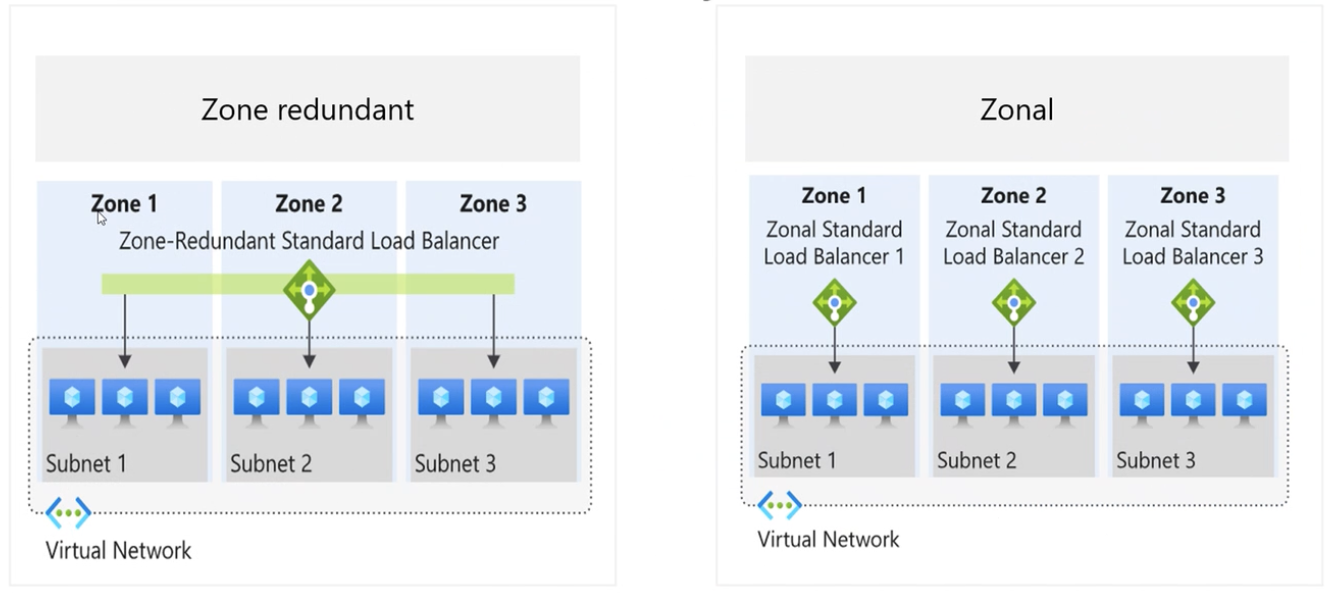 Zone redundant
Zone 1
Zone 2
Zone 3
Zone-Redundant Standard Load Balancer
Subnet 1
Subnet 2
Subnet 3
Virtual Network
Zonal
Zone 1
Zone 2
Zone 3
Zonal Standard
Load Balancer 1
Zonal Standard
Load Balancer 2
Zonal Standard
Load Balancer 3
Subnet 1
Subnet 2
Subnet 3
Virtual Network